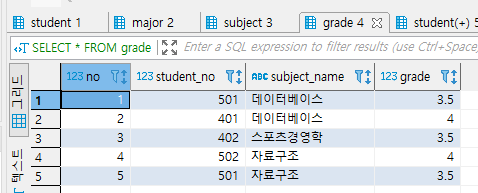 student 1 major 2 subject 3 grade 4 student(+) 5
SELECT * FROM grade Enter a SQL expression to filter results (use Ctrl+Space)
그리드 123 no 123 student_no ABC subject_name 123 grade
1 1 501 데이터베이스 3.5
2 2 401 데이터베이스 4
3 3 402 스포츠경영학 3.5
4 4 502 자료구조 4
5 5 501 자료구조 3.5
텍스트